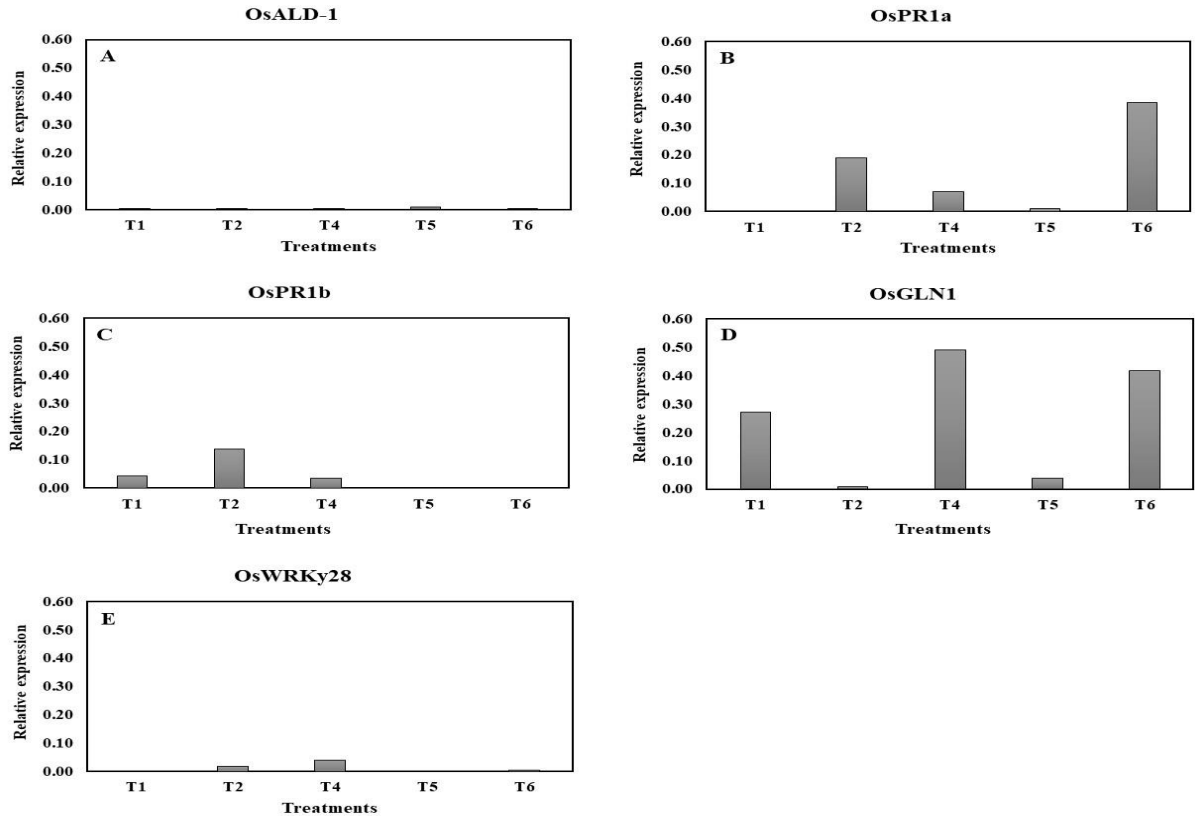 OsALD-1
A
Relative expression
0.60
0.50
0.40
0.30
0.20
0.10
0.00
T1 T2 T4 T5 T6
Treatments
OsPR1a
B
Relative expression
0.60
0.50
0.40
0.30
0.20
0.10
0.00
T1 T2 T4 T5 T6
Treatments
OsPR1b
C
Relative expression
0.60
0.50
0.40
0.30
0.20
0.10
0.00
T1 T2 T4 T5 T6
Treatments
OsGLN1
D
Relative expression
0.60
0.50
0.40
0.30
0.20
0.10
0.00
T1 T2 T4 T5 T6
Treatments
OsWRKy28
E
Relative expression
0.60
0.50
0.40
0.30
0.20
0.10
0.00
T1 T2 T4 T5 T6
Treatments